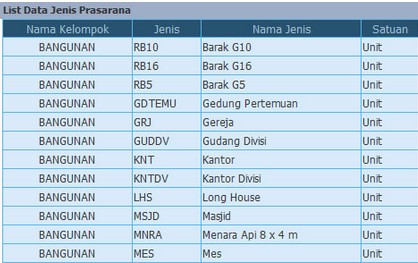 List Data Jenis Prasarana
Nama Kelompok Jenis Nama Jenis Satuan
BANGUNAN RB10 Barak G10 Unit
BANGUNAN RB16 Barak G16 Unit
BANGUNAN RB5 Barak G5 Unit
BANGUNAN GDTEMU Gedung Pertemuan Unit
BANGUNAN GRJ Gereja Unit
BANGUNAN GUDDV Gudang Divisi Unit
BANGUNAN KNT Kantor Unit
BANGUNAN KNTDV Kantor Divisi Unit
BANGUNAN LHS Long House Unit
BANGUNAN MSJD Masjid Unit
BANGUNAN MNRA Menara Api 8 x 4 m Unit
BANGUNAN MES Mes Unit